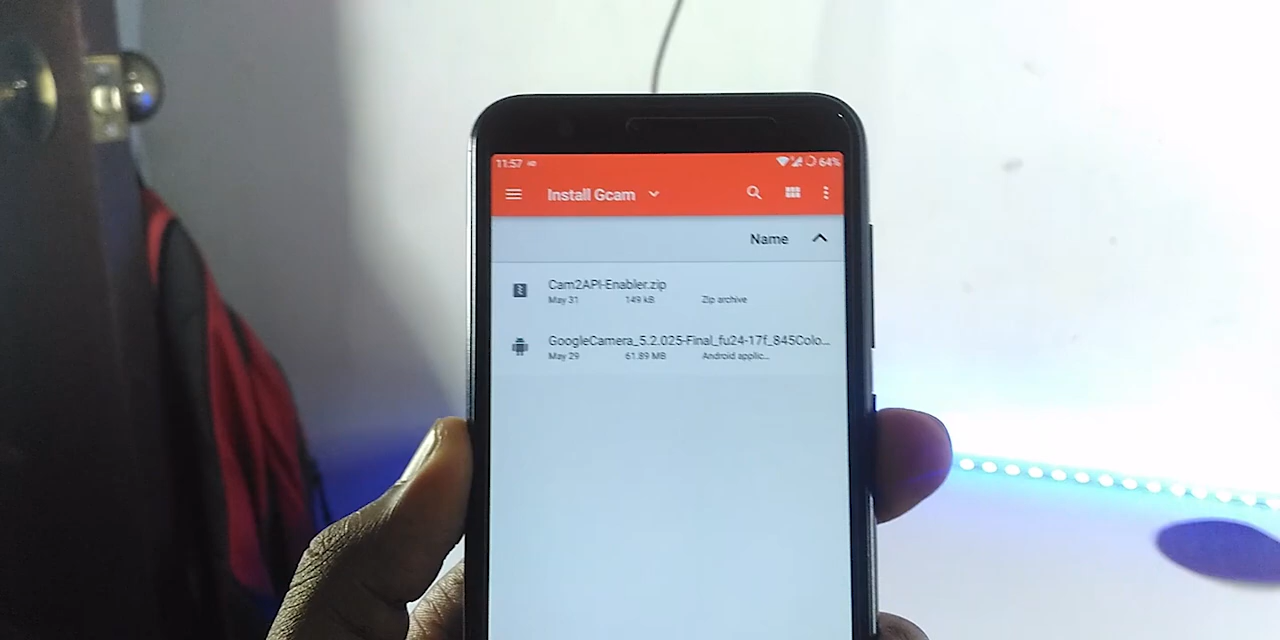 11:57 64%
Install Gcam
Name
Cam2API-Enabler.zip
May 31 149 kB Zip archive
GoogleCamera_5.2.025-Final_fu24-17f_845Colo...
May 29 61.89 MB Android applic...